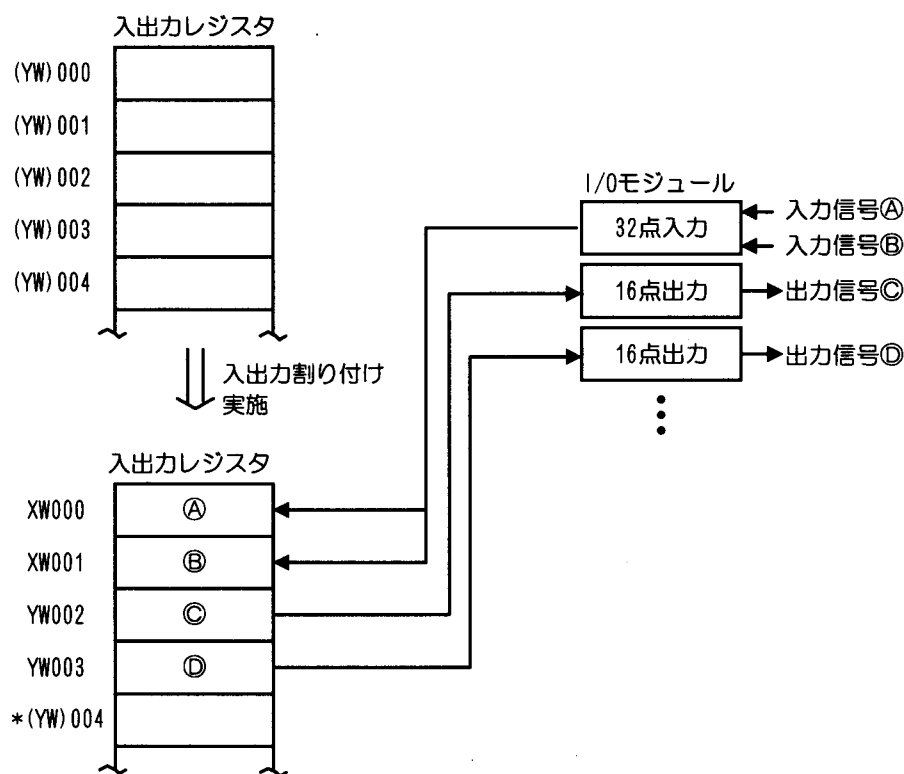 入出力レジスタ
(YW)000
(YW)001
(YW)002
(YW)003
(YW)004
I/Oモジュール
32点入力
入力信号Ⓐ
入力信号Ⓑ
16点出力
出力信号Ⓒ
16点出力
出力信号Ⓓ
入出力割り付け
実施
入出力レジスタ
XW000 Ⓐ
XW001 Ⓑ
YW002 Ⓒ
YW003 Ⓓ
*(YW)004